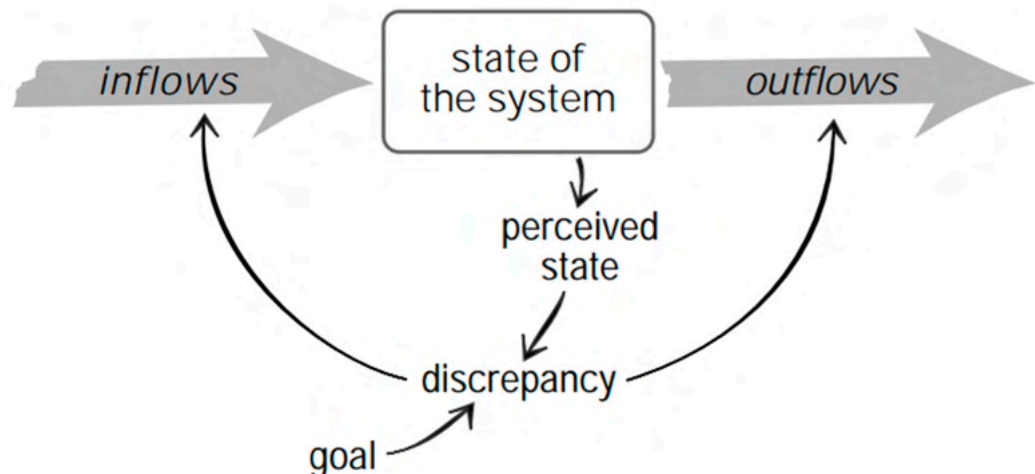 inflows
state of
the system
outflows
perceived
state
discrepancy
goal